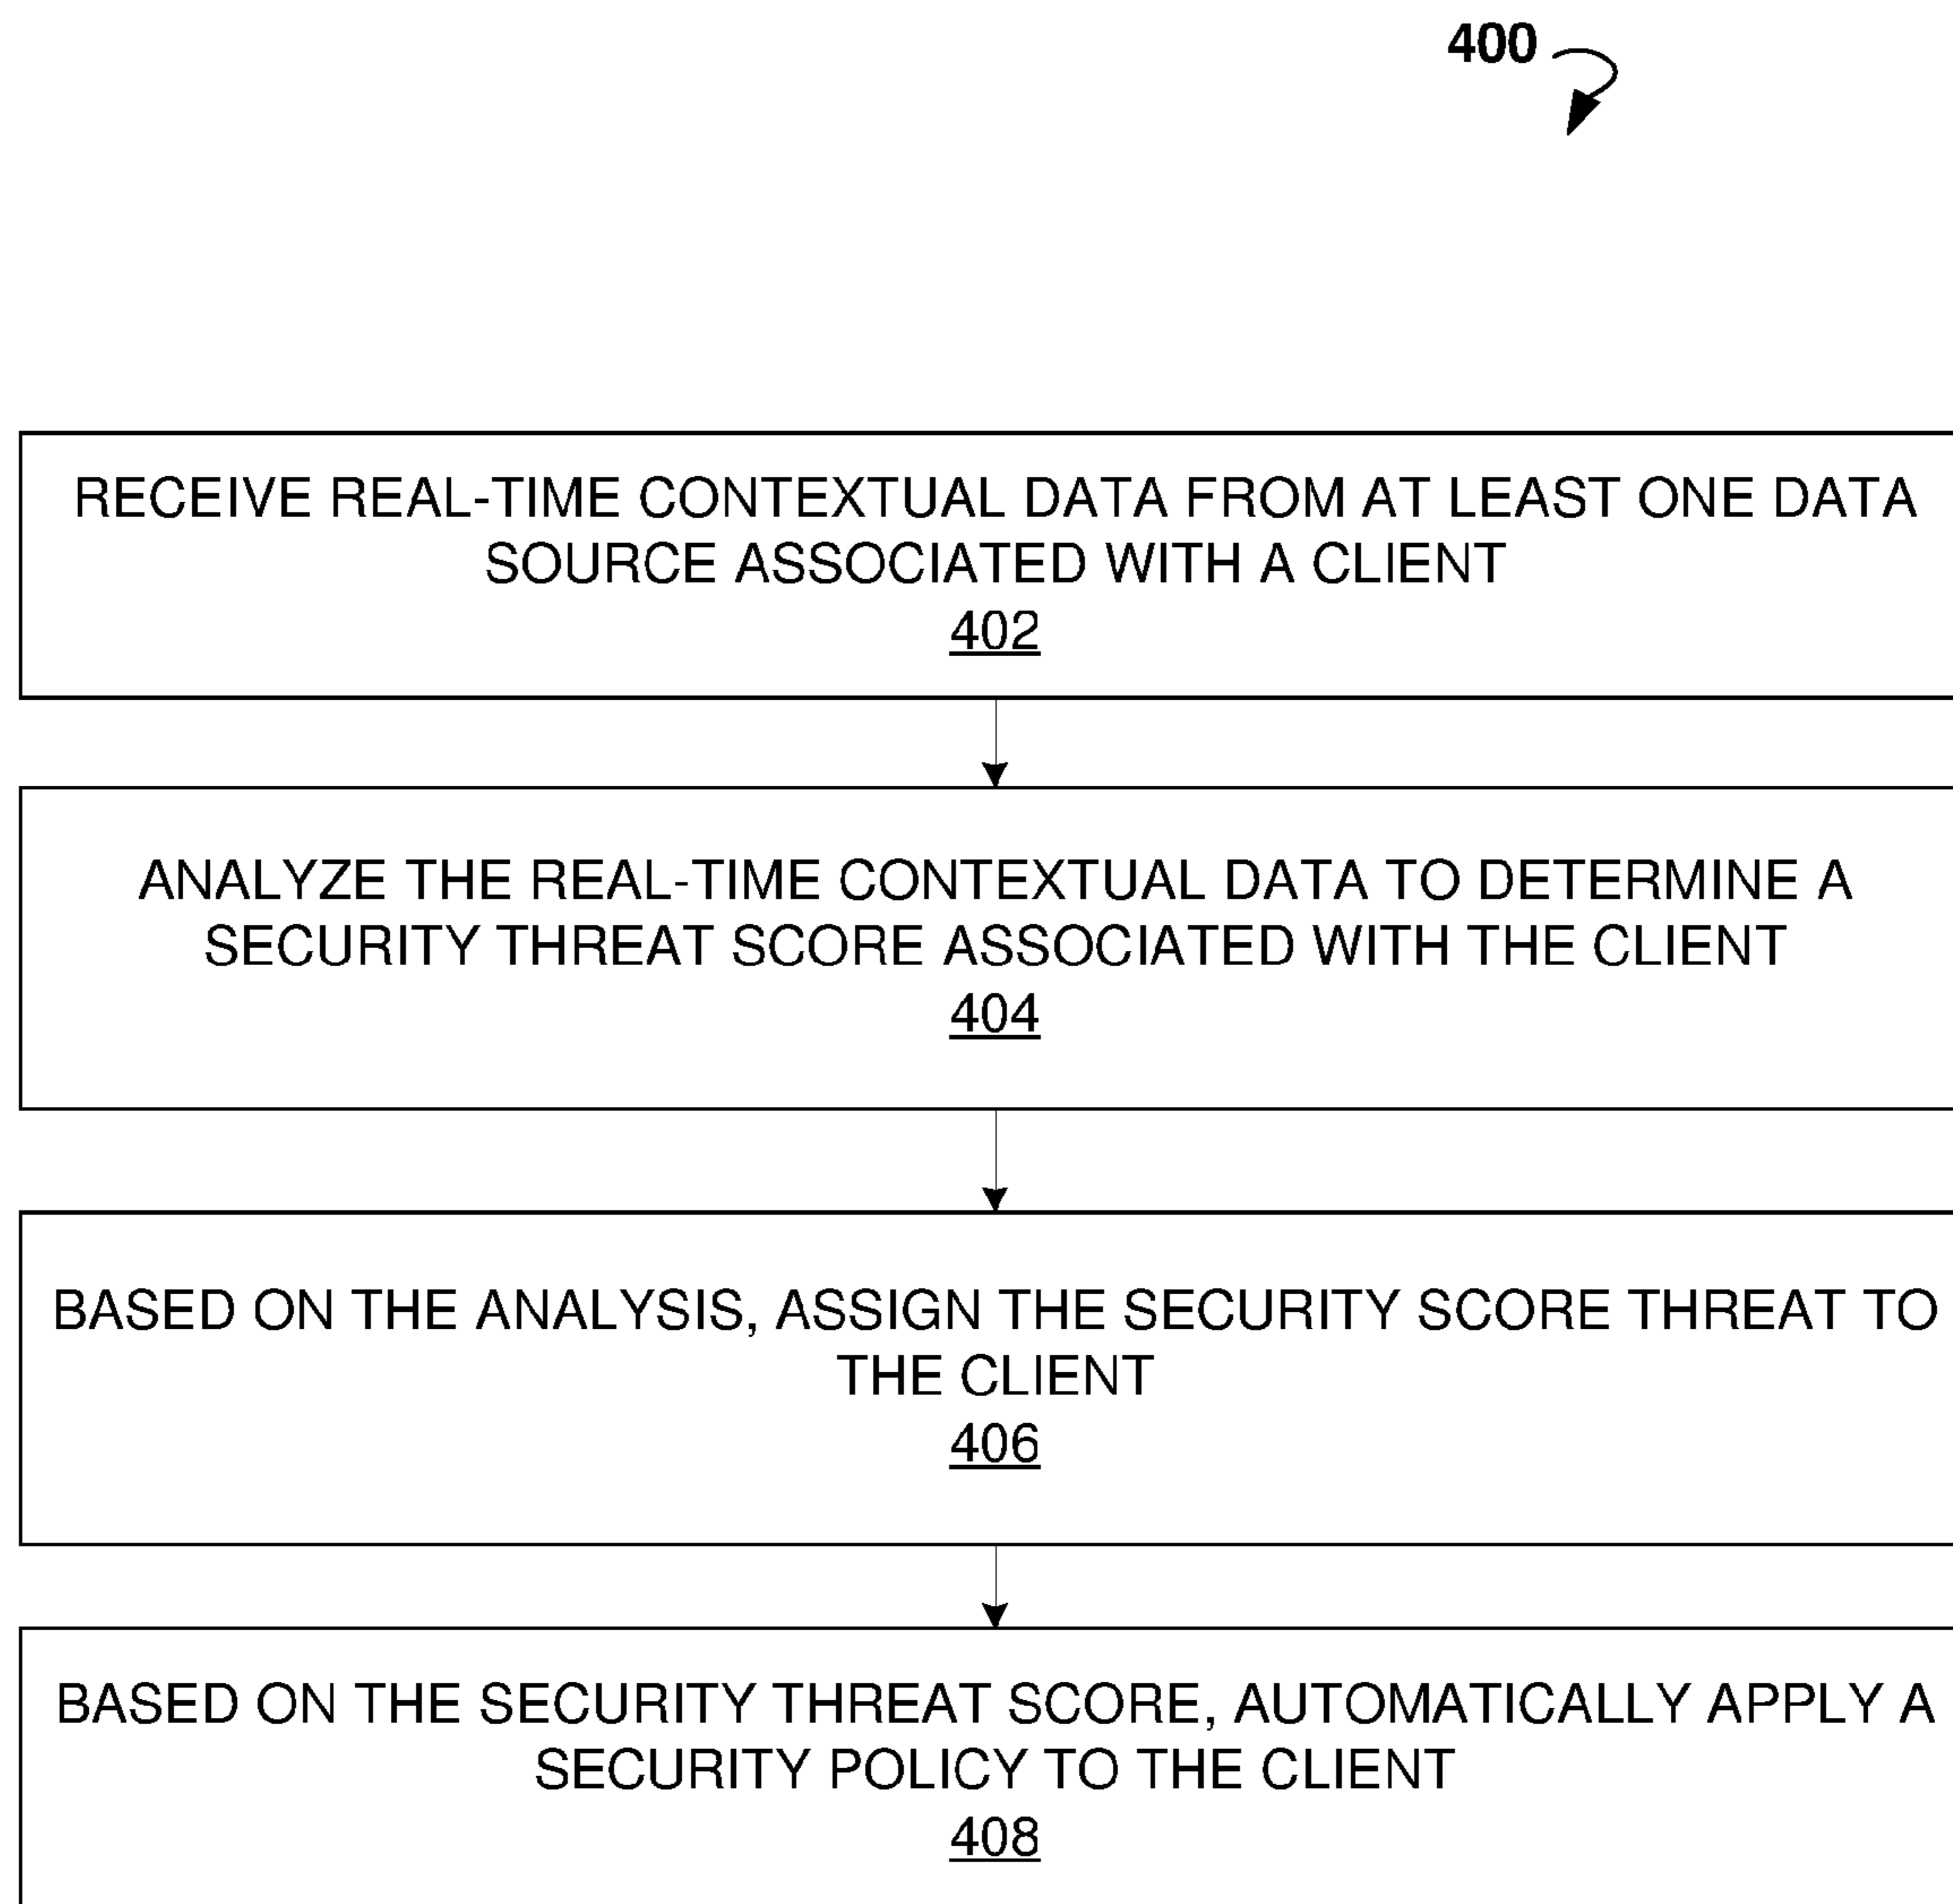 400
RECEIVE REAL-TIME CONTEXTUAL DATA FROM AT LEAST ONE DATA
SOURCE ASSOCIATED WITH A CLIENT
402
ANALYZE THE REAL-TIME CONTEXTUAL DATA TO DETERMINE A
SECURITY THREAT SCORE ASSOCIATED WITH THE CLIENT
404
BASED ON THE ANALYSIS, ASSIGN THE SECURITY SCORE THREAT TO
THE CLIENT
406
BASED ON THE SECURITY THREAT SCORE, AUTOMATICALLY APPLY A
SECURITY POLICY TO THE CLIENT
408